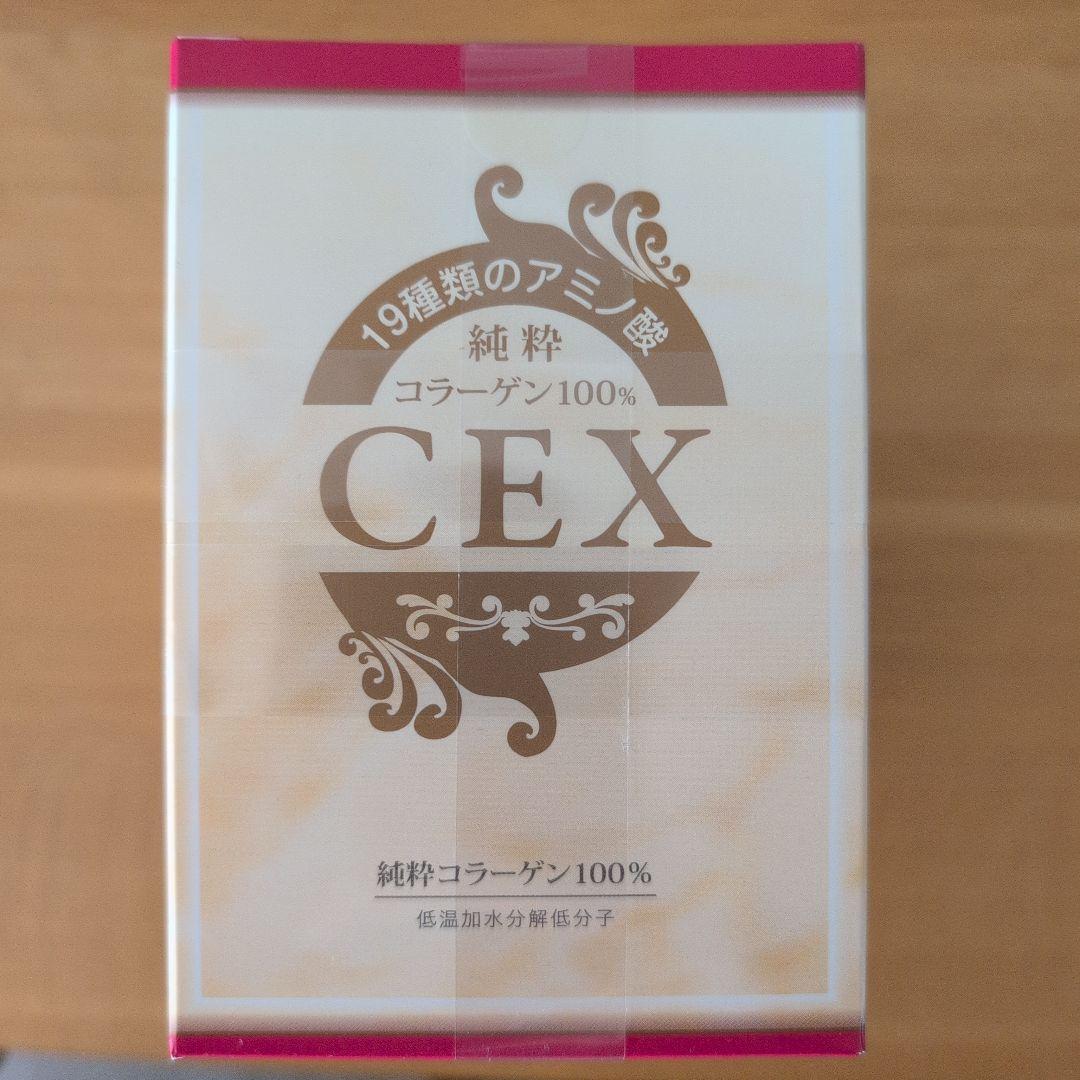 19種類のアミノ酸
純粋
コラーゲン100%
CEX
純粋コラーゲン100%
低温加水分解低分子